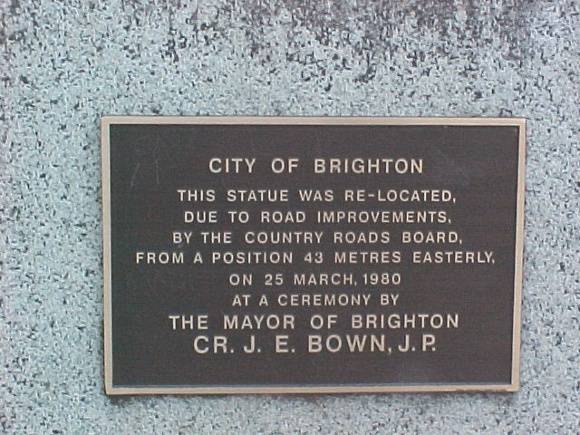 CITY OF BRIGHTON
THIS STATUE WAS RE-LOCATED,
DUE TO ROAD IMPROVEMENTS,
BY THE COUNTRY ROADS BOARD,
FROM A POSITION 43 METRES EASTERLY,
ON 25 MARCH, 1980
AT A CEREMONY BY
THE MAYOR OF BRIGHTON
CR. J. E. BOWN, J.P.